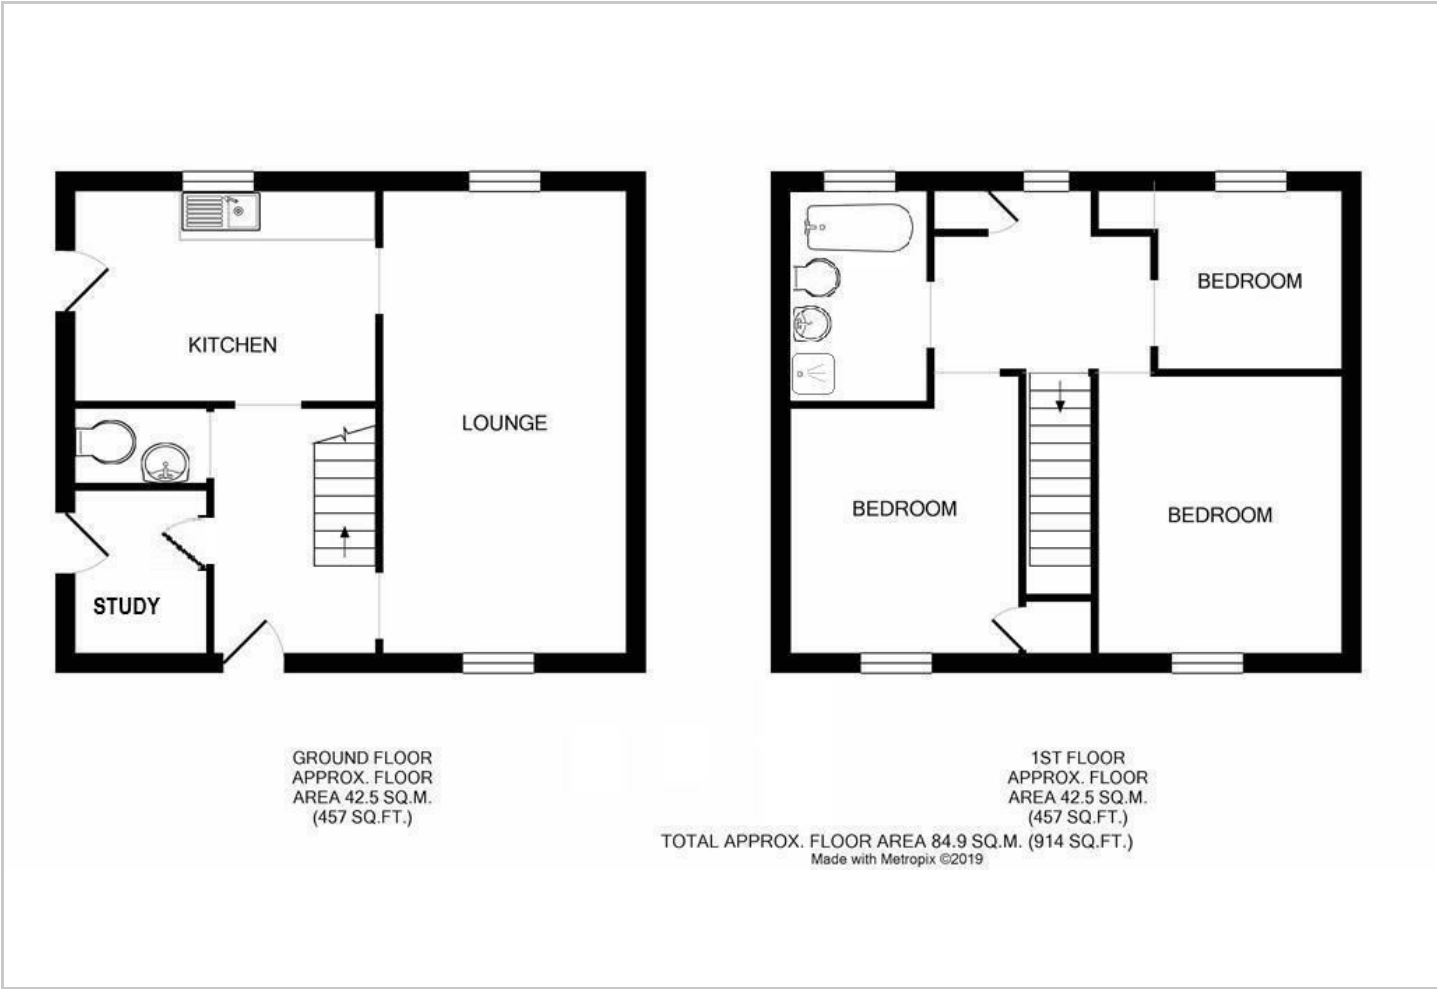 KITCHEN
LOUNGE
STUDY
BEDROOM
BEDROOM
BEDROOM
GROUND FLOOR
APPROX. FLOOR
AREA 42.5 SQ.M.
(457 SQ.FT.)
1ST FLOOR
APPROX. FLOOR
AREA 42.5 SQ.M.
(457 SQ.FT.)
TOTAL APPROX. FLOOR AREA 84.9 SQ.M. (914 SQ.FT.)
Made with Metropix ©2019